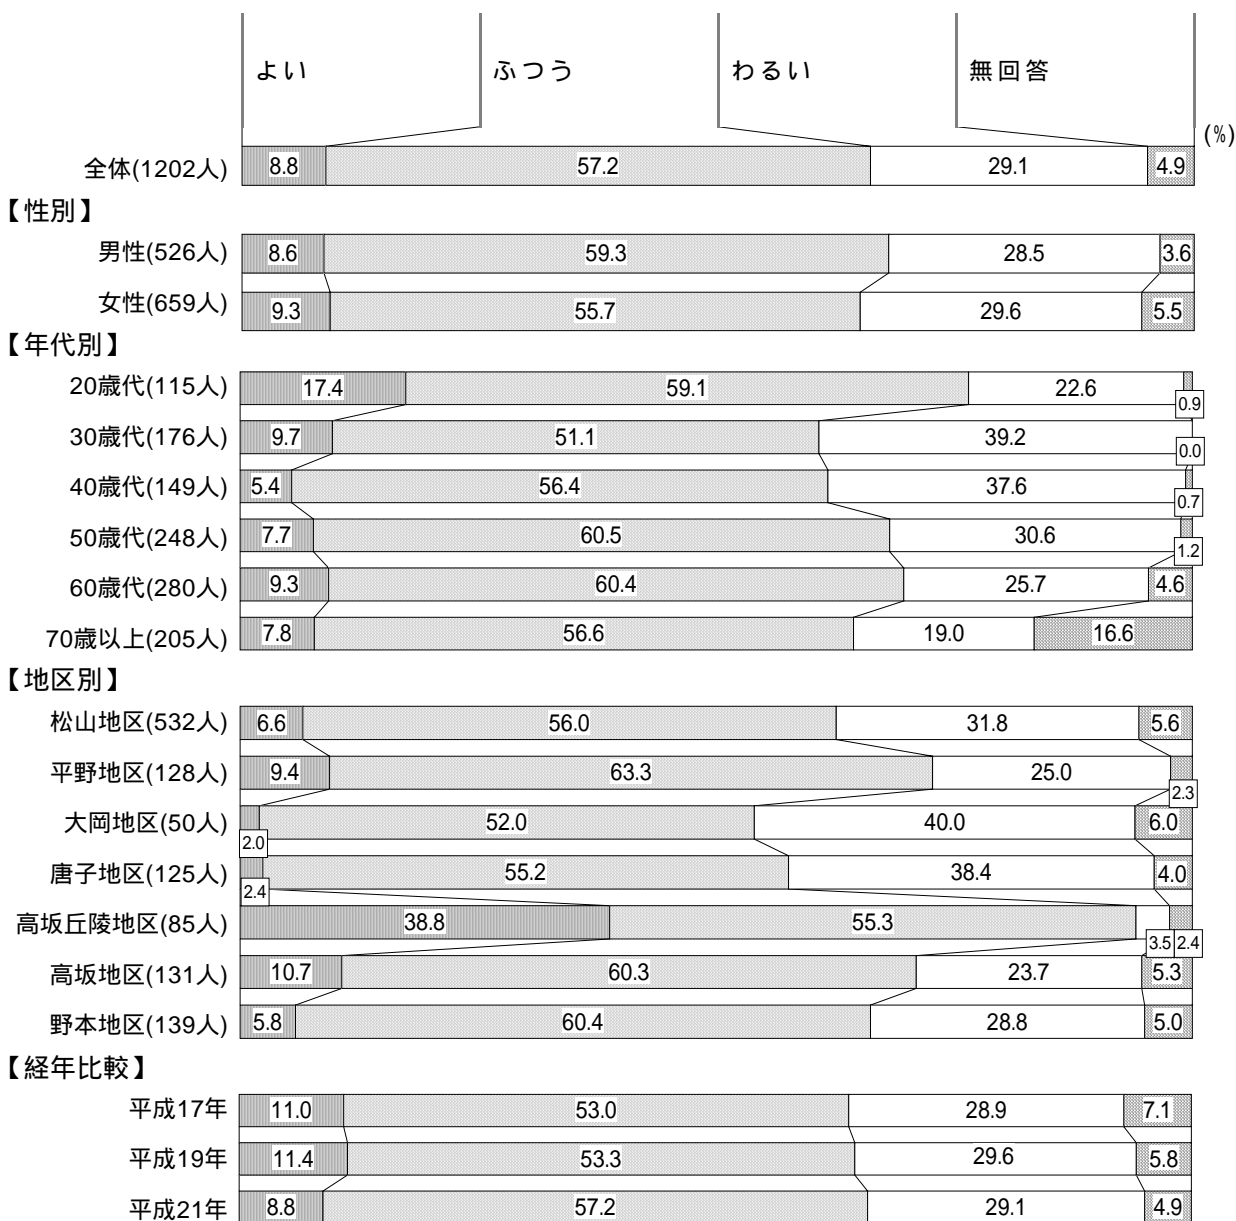 よい ふつう わるい 無回答
(%)
全体(1202人) 8.8 57.2 29.1 4.9
【性別】
男性(526人) 8.6 59.3 28.5 3.6
女性(659人) 9.3 55.7 29.6 5.5
【年代別】
20歳代(115人) 17.4 59.1 22.6 0.9
30歳代(176人) 9.7 51.1 39.2 0.0
40歳代(149人) 5.4 56.4 37.6 0.7
50歳代(248人) 7.7 60.5 30.6 1.2
60歳代(280人) 9.3 60.4 25.7 4.6
70歳以上(205人) 7.8 56.6 19.0 16.6
【地区別】
松山地区(532人) 6.6 56.0 31.8 5.6
平野地区(128人) 9.4 63.3 25.0 2.3
大岡地区(50人) 2.0 52.0 40.0 6.0
唐子地区(125人) 2.4 55.2 38.4 4.0
高坂丘陵地区(85人) 38.8 55.3 3.5 2.4
高坂地区(131人) 10.7 60.3 23.7 5.3
野本地区(139人) 5.8 60.4 28.8 5.0
【経年比較】
平成17年 11.0 53.0 28.9 7.1
平成19年 11.4 53.3 29.6 5.8
平成21年 8.8 57.2 29.1 4.9